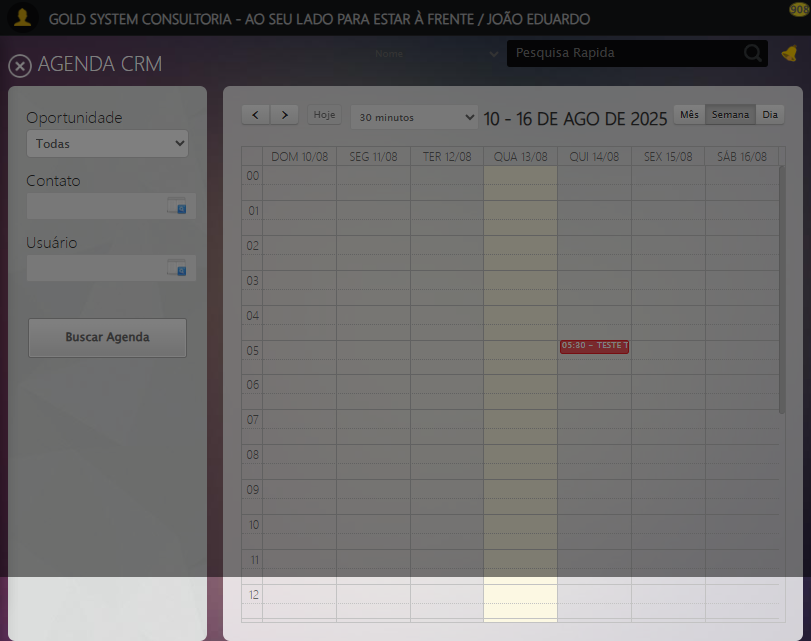 GOLD SYSTEM CONSULTORIA - AO SEU LADO PARA ESTAR À FRENTE / JOÃO EDUARDO
908
AGENDA CRM
Nome
Pesquisa Rapida
Oportunidade
Todas
Contato
Usuário
Buscar Agenda
Hoje
30 minutos
10 - 16 DE AGO DE 2025
Mês
Semana
Dia
DOM 10/08 SEG 11/08 TER 12/08 QUA 13/08 QUI 14/08 SEX 15/08 SÁB 16/08
00
01
02
03
04
05
05:30 - TESTE
06
07
08
09
10
11
12